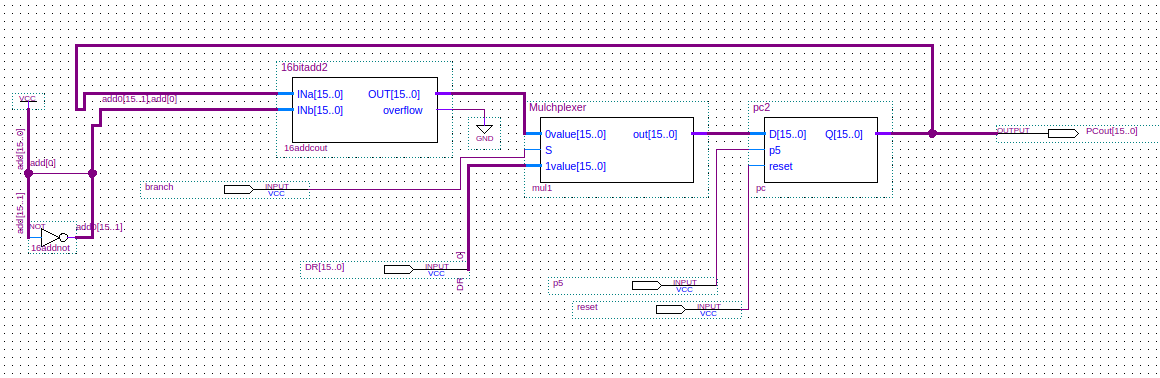 16bitadd2
INa[15..0]
OUT[15..0]
INb[15..0]
overflow
16addcout
VCC
add0[15..1],add[0]
add[15..0]
add[0]
add[15..1]
NOT
add0[15..1]
16addnot
GND
branch
INPUT
VCC
Mulchplexer
0value[15..0]
out[15..0]
S
1value[15..0]
mul1
pc2
D[15..0]
Q[15..0]
p5
reset
pc
OUTPUT
PCout[15..0]
DR[15..0]
INPUT
VCC
DR
0]
p5
INPUT
VCC
reset
INPUT
VCC